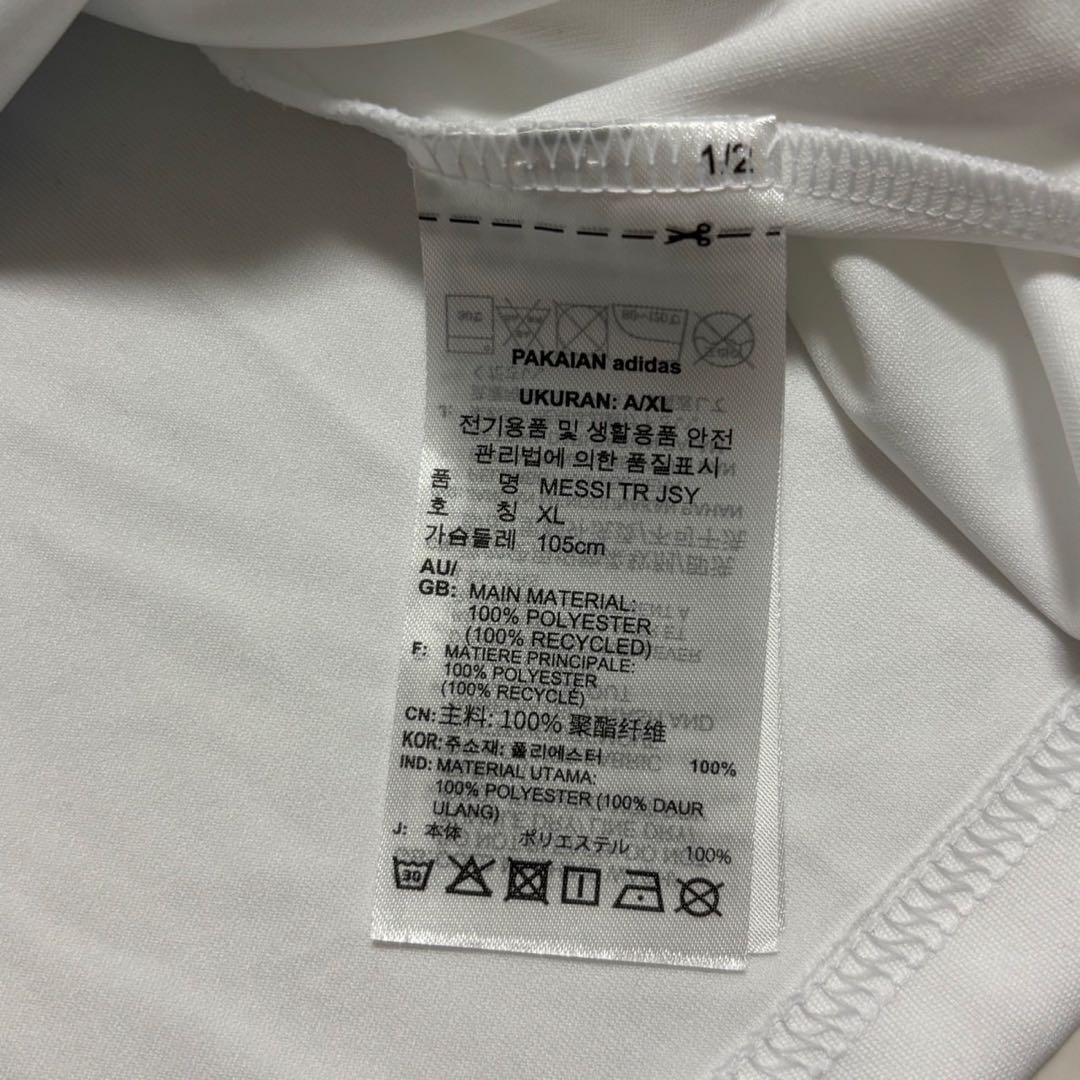 1/2
PAKAIAN adidas
UKURAN: A/XL
전기용품 및 생활용품 안전
관리법에 의한 품질표시
품 명 MESSI TR JSY
호 칭 XL
가슴둘레 105cm
AU/
GB: MAIN MATERIAL:
100% POLYESTER
(100% RECYCLED)
F: MATIERE PRINCIPALE:
100% POLYESTER
(100% RECYCLÉ)
CN: 主料: 100% 聚酯纤维
KOR: 주소재: 폴리에스터 100%
IND: MATERIAL UTAMA:
100% POLYESTER (100% DAUR
ULANG)
J: 本体 ポリエステル 100%
30